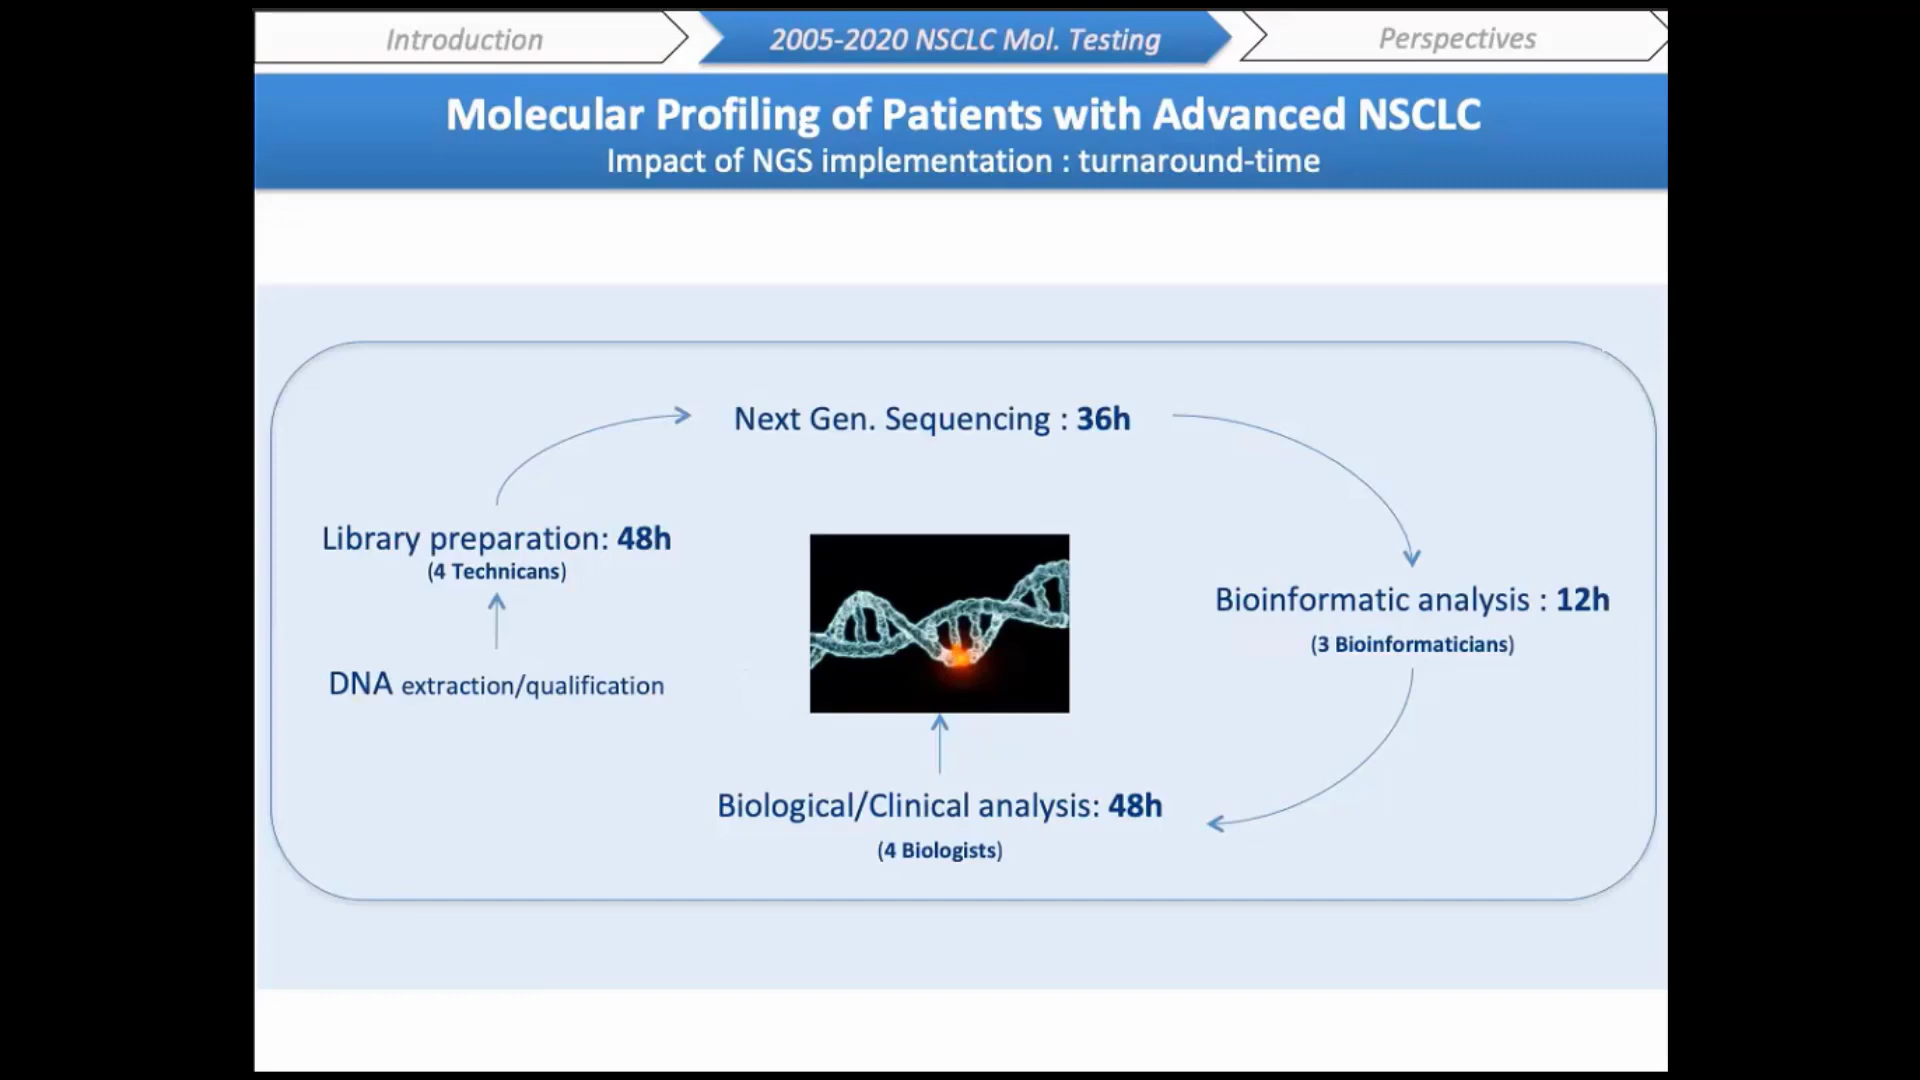 Introduction
2005-2020 NSCLC Mol. Testing
Perspectives
Molecular Profiling of Patients with Advanced NSCLC
Impact of NGS implementation : turnaround-time
Next Gen. Sequencing : 36h
Library preparation: 48h
(4 Technicans)
DNA extraction/qualification
Bioinformatic analysis : 12h
(3 Bioinformaticians)
Biological/Clinical analysis: 48h
(4 Biologists)